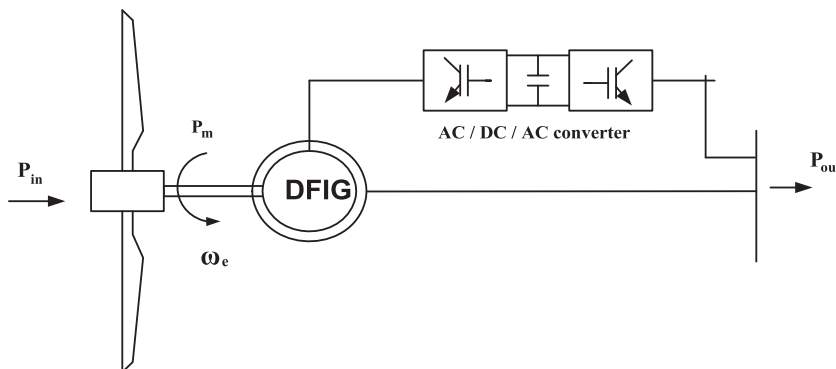 AC / DC / AC converter
P_m
P_in
DFIG
P_ou
ω_e